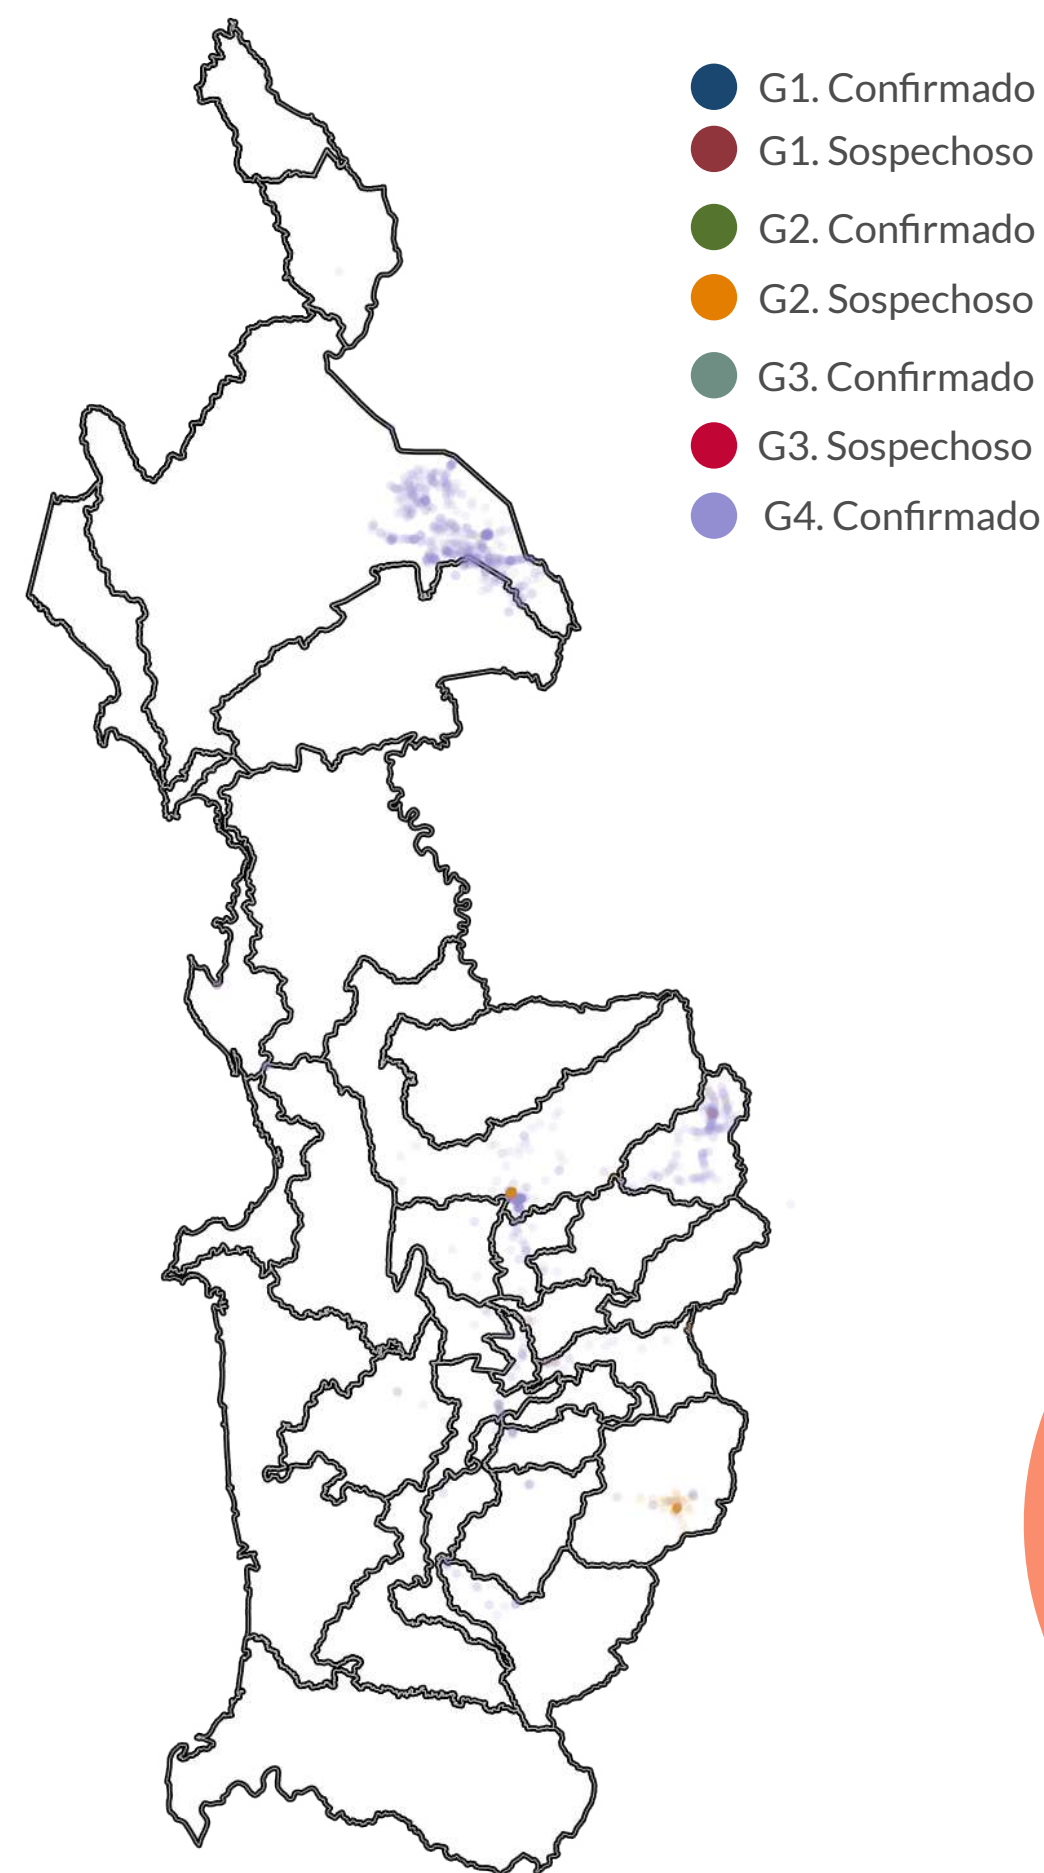 G1. Confirmado
G1. Sospechoso
G2. Confirmado
G2. Sospechoso
G3. Confirmado
G3. Sospechoso
G4. Confirmado